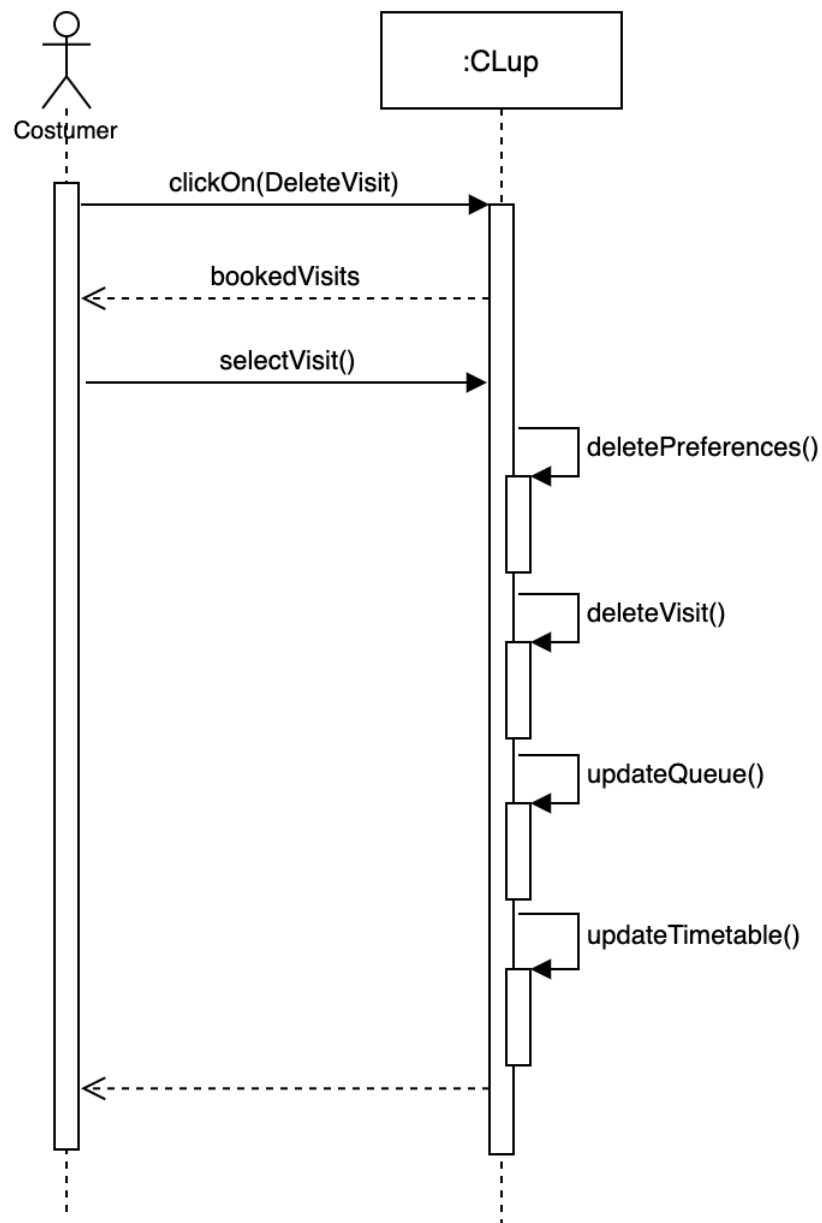 :CLup
Costumer
clickOn(DeleteVisit)
bookedVisits
selectVisit()
deletePreferences()
deleteVisit()
updateQueue()
updateTimetable()